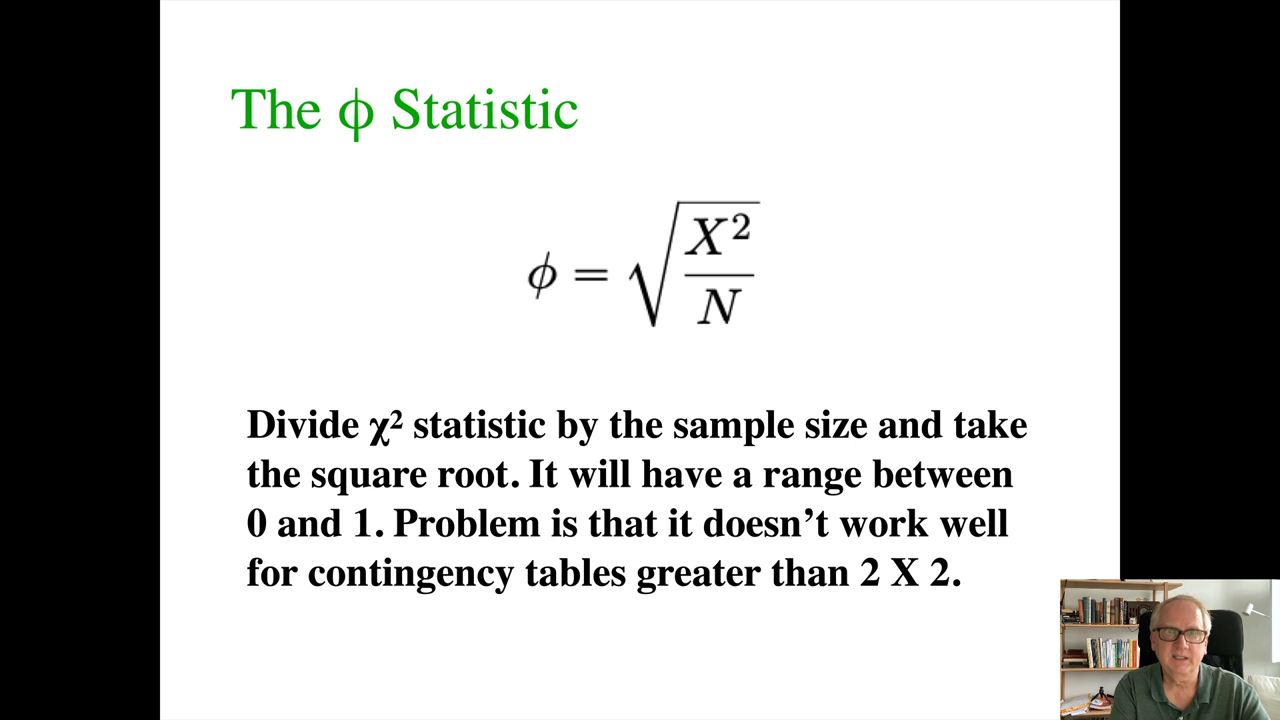 The ϕ Statistic
ϕ = √(X²/N)
Divide χ² statistic by the sample size and take
the square root. It will have a range between
0 and 1. Problem is that it doesn’t work well
for contingency tables greater than 2 X 2.